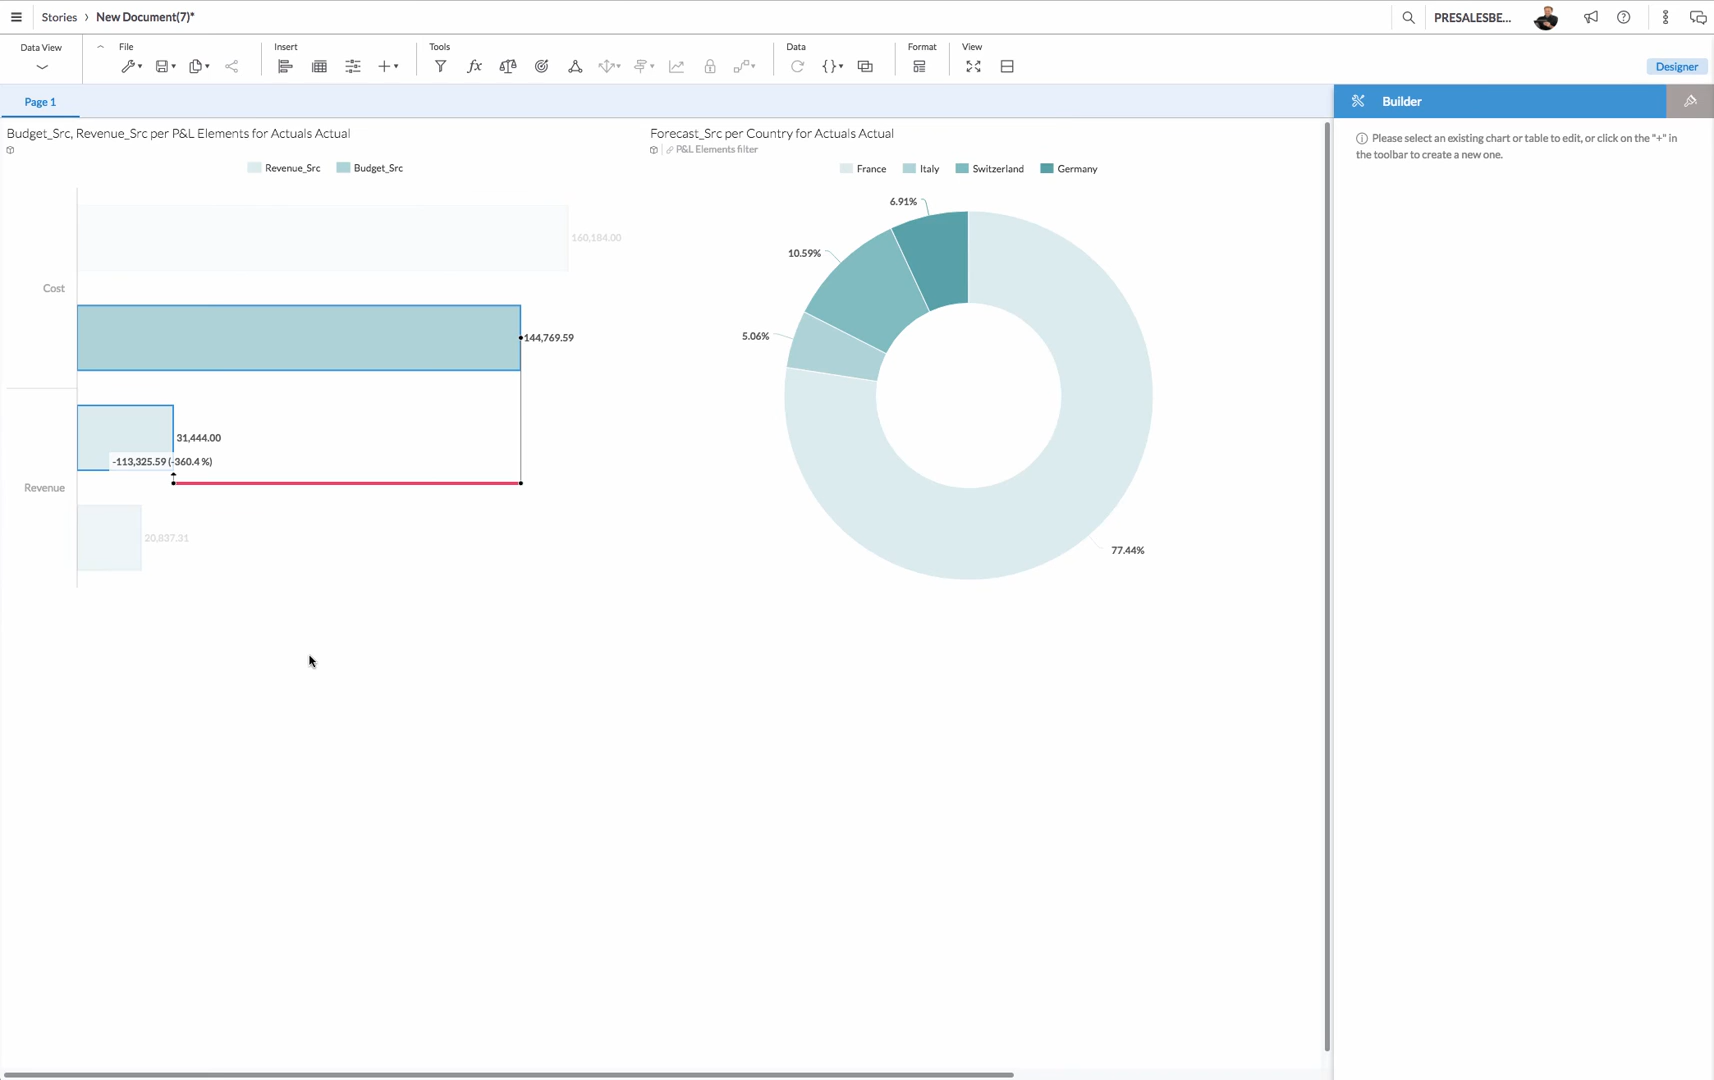 Stories › New Document(7)*
PRESALESBE...
Data View
File
Insert
Tools
Data
Format
View
Designer
Page 1
Builder
Please select an existing chart or table to edit, or click on the "+" in
the toolbar to create a new one.
Budget_Src, Revenue_Src per P&L Elements for Actuals Actual
Revenue_Src
Budget_Src
160,184.00
Cost
144,769.59
31,444.00
-113,325.59 (-360.4 %)
Revenue
20,837.31
Forecast_Src per Country for Actuals Actual
P&L Elements filter
France
Italy
Switzerland
Germany
6.91%
10.59%
5.06%
77.44%